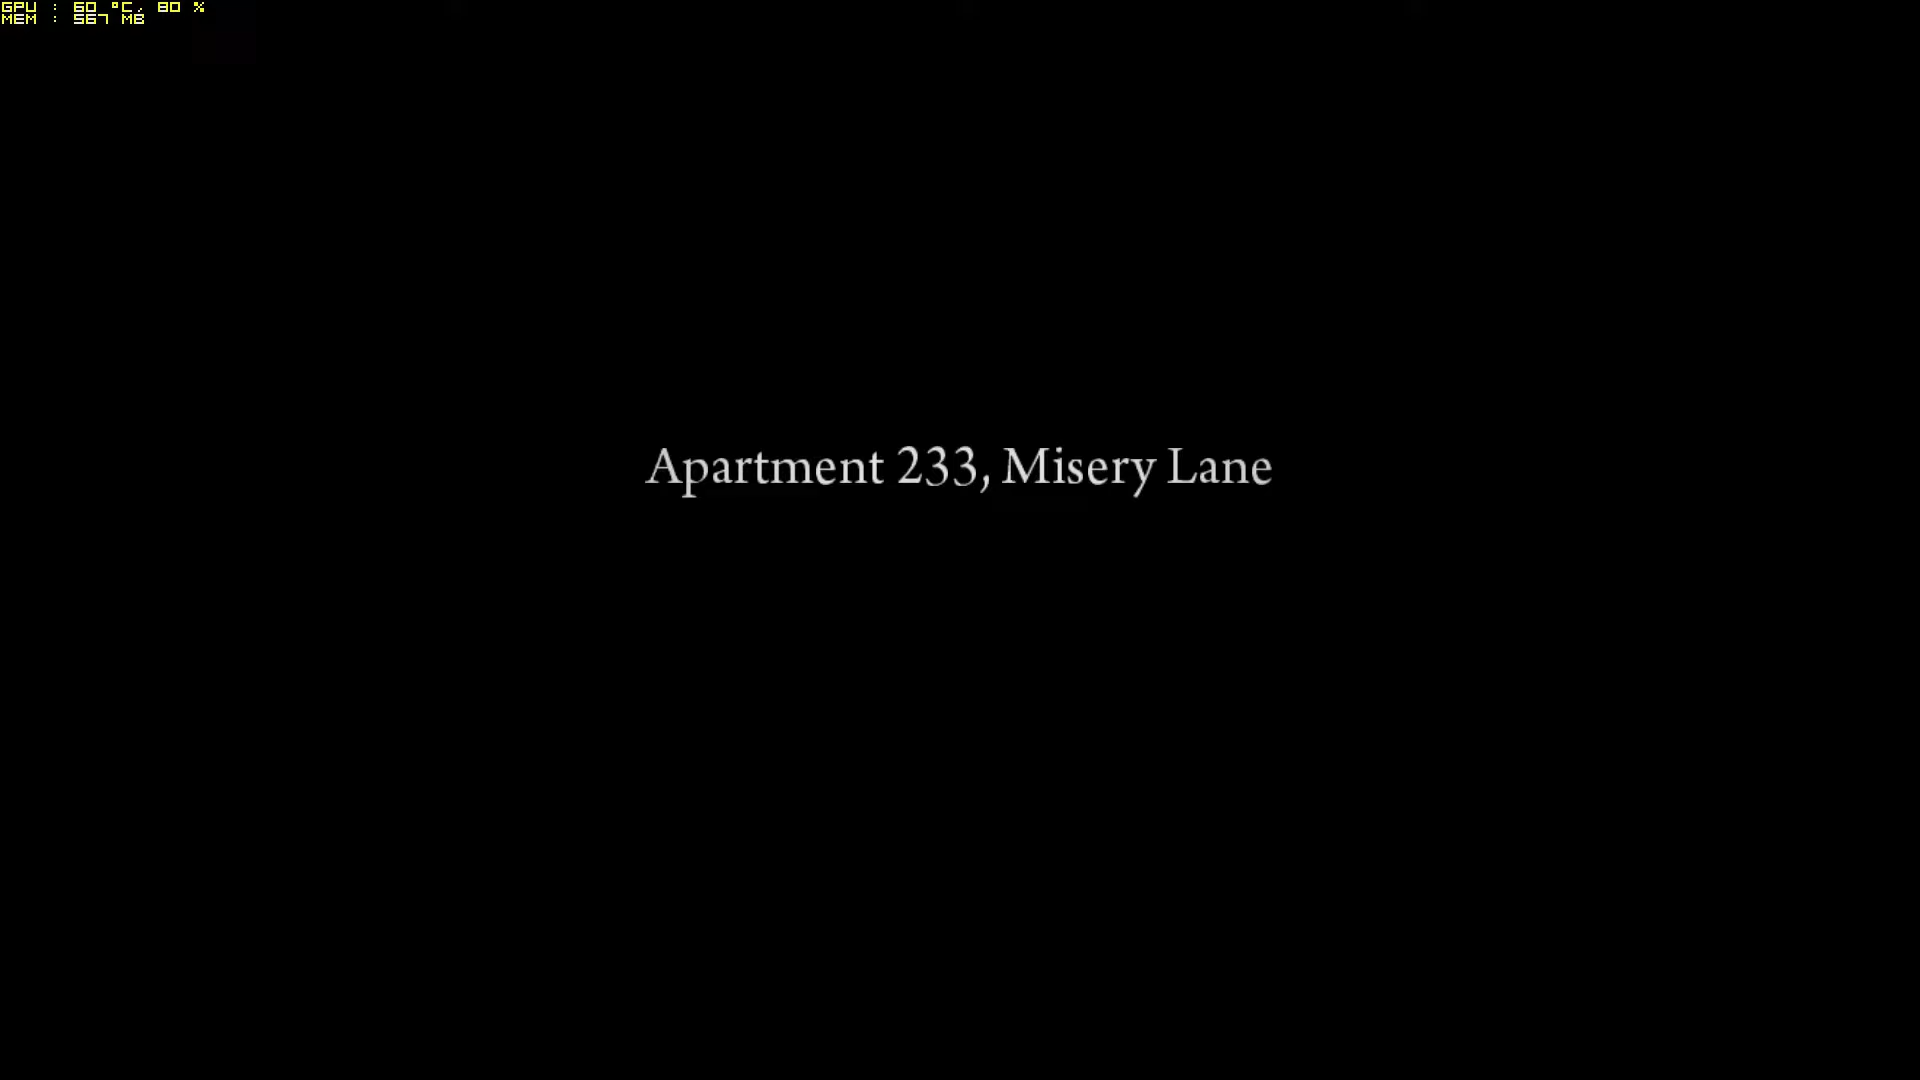 GPU : 60 °C, 80 %
MEM : 567 MB
Apartment 233, Misery Lane